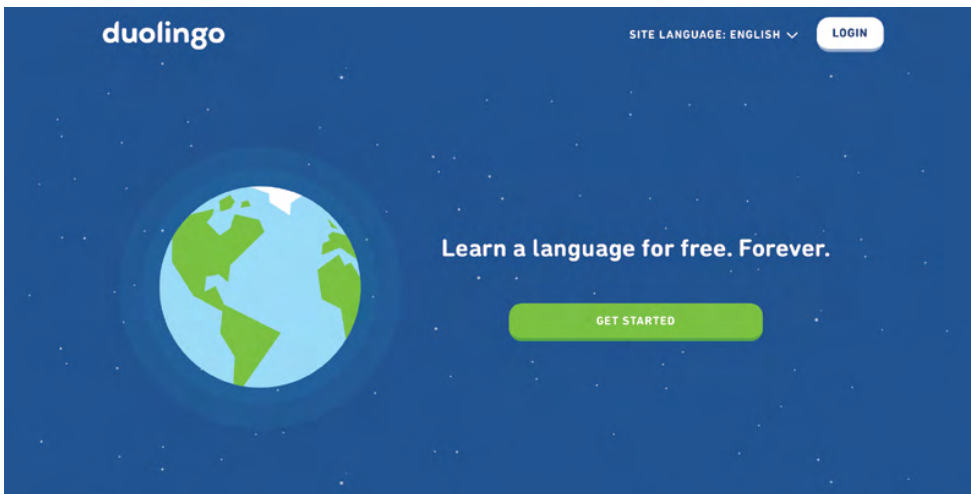 duolingo
SITE LANGUAGE: ENGLISH
LOGIN
Learn a language for free. Forever.
GET STARTED